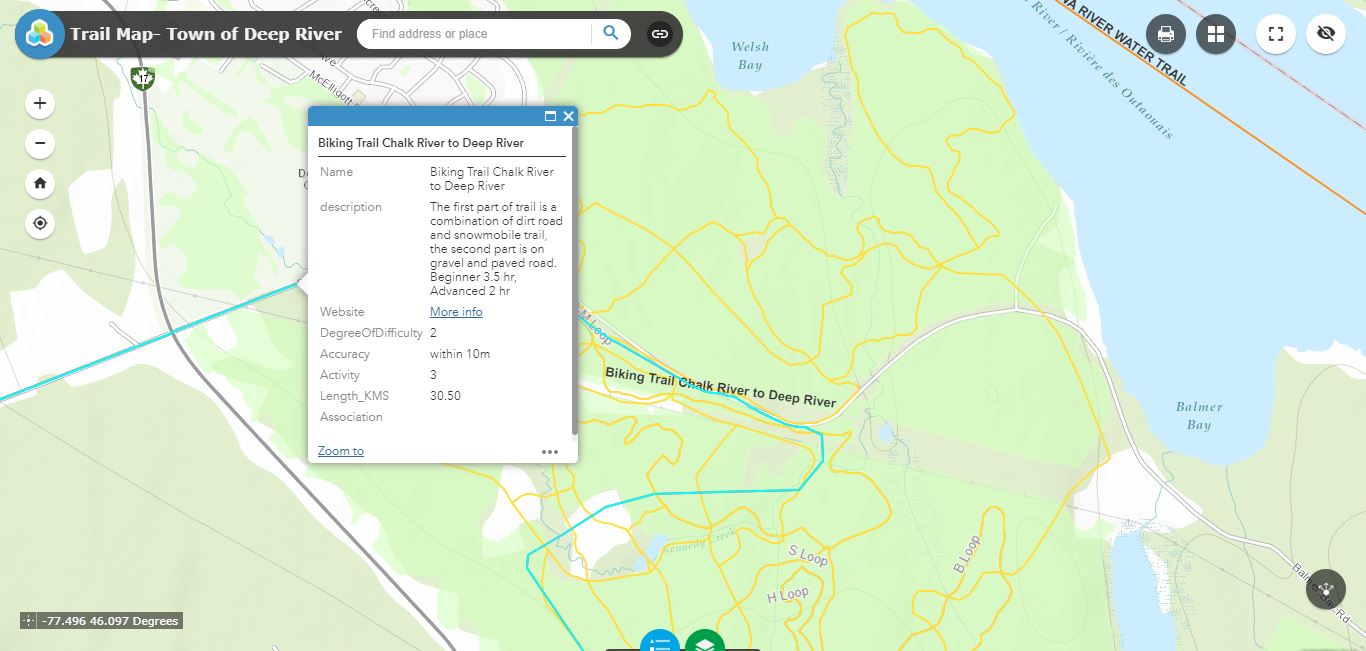 Trail Map- Town of Deep River
Find address or place
17
McElligott
Welsh
Bay
River / Rivière des Outaouais
RIVER WATER TRAIL
Biking Trail Chalk River to Deep River
Name
Biking Trail Chalk River
to Deep River
description
The first part of trail is a
combination of dirt road
and snowmobile trail,
the second part is on
gravel and paved road.
Beginner 3.5 hr,
Advanced 2 hr
Website
More info
DegreeOfDifficulty
2
Accuracy
within 10m
Activity
3
Length_KMS
30.50
Association
Zoom to
M Loop
Biking Trail Chalk River to Deep River
Balmer
Bay
Kennedy Creek
S Loop
B Loop
H Loop
Balmer Bay Rd
-77.496 46.097 Degrees